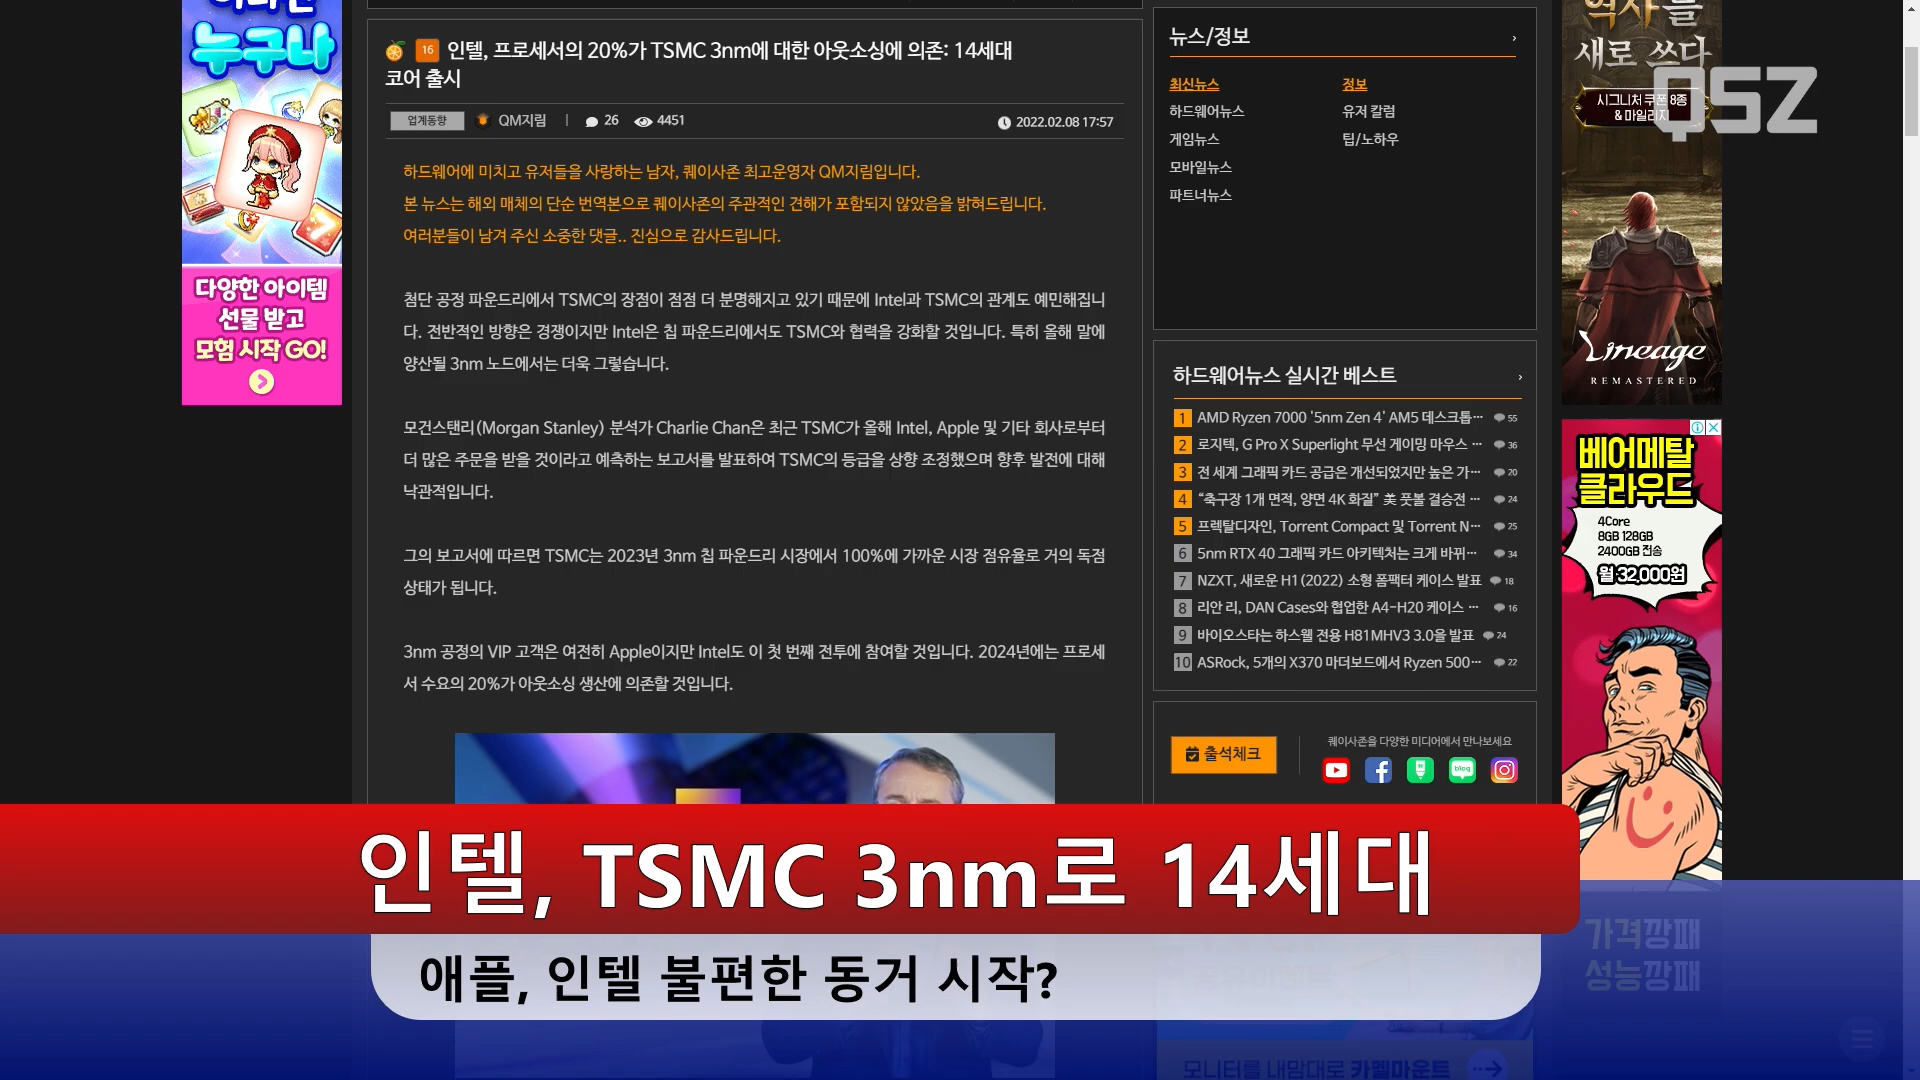 누구나
다양한 아이템
선물 받고
모험 시작 GO!
16 인텔, 프로세서의 20%가 TSMC 3nm에 대한 아웃소싱에 의존: 14세대
코어 출시
업계동향 QM지림 | 26 4451 2022.02.08 17:57
하드웨어에 미치고 유저들을 사랑하는 남자, 퀘이사존 최고운영자 QM지림입니다.
본 뉴스는 해외 매체의 단순 번역본으로 퀘이사존의 주관적인 견해가 포함되지 않았음을 밝혀드립니다.
여러분들이 남겨 주신 소중한 댓글.. 진심으로 감사드립니다.
첨단 공정 파운드리에서 TSMC의 장점이 점점 더 분명해지고 있기 때문에 Intel과 TSMC의 관계도 예민해집니
다. 전반적인 방향은 경쟁이지만 Intel은 칩 파운드리에서도 TSMC와 협력을 강화할 것입니다. 특히 올해 말에
양산될 3nm 노드에서는 더욱 그렇습니다.
모건스탠리(Morgan Stanley) 분석가 Charlie Chan은 최근 TSMC가 올해 Intel, Apple 및 기타 회사로부터
더 많은 주문을 받을 것이라고 예측하는 보고서를 발표하여 TSMC의 등급을 상향 조정했으며 향후 발전에 대해
낙관적입니다.
그의 보고서에 따르면 TSMC는 2023년 3nm 칩 파운드리 시장에서 100%에 가까운 시장 점유율로 거의 독점
상태가 됩니다.
3nm 공정의 VIP 고객은 여전히 Apple이지만 Intel도 이 첫 번째 전투에 참여할 것입니다. 2024년에는 프로세
서 수요의 20%가 아웃소싱 생산에 의존할 것입니다.
뉴스/정보 ›
최신뉴스 정보
하드웨어뉴스 유저 칼럼
게임뉴스 팁/노하우
모바일뉴스
파트너뉴스
하드웨어뉴스 실시간 베스트 ›
1 AMD Ryzen 7000 '5nm Zen 4' AM5 데스크톱… 55
2 로지텍, G Pro X Superlight 무선 게이밍 마우스 … 36
3 전 세계 그래픽 카드 공급은 개선되었지만 높은 가… 20
4 “축구장 1개 면적, 양면 4K 화질” 美 풋볼 결승전 … 24
5 프렉탈디자인, Torrent Compact 및 Torrent N… 25
6 5nm RTX 40 그래픽 카드 아키텍처는 크게 바뀌… 34
7 NZXT, 새로운 H1(2022) 소형 폼팩터 케이스 발표 18
8 리안 리, DAN Cases와 협업한 A4-H20 케이스 … 16
9 바이오스타는 하스웰 전용 H81MHV3 3.0을 발표 24
10 ASRock, 5개의 X370 마더보드에서 Ryzen 500… 22
출석체크
퀘이사존을 다양한 미디어에서 만나보세요
blog
역사를
새로 쓰다
시그니처 쿠폰 8종
& 마일리지
QSZ
Lineage
REMASTERED
베어메탈
클라우드
4Core
8GB 128GB
2400GB 전송
월 32,000원
가격깡패
성능깡패
인텔, TSMC 3nm로 14세대
애플, 인텔 불편한 동거 시작?
모니터를 내맘대로 카멜마운트